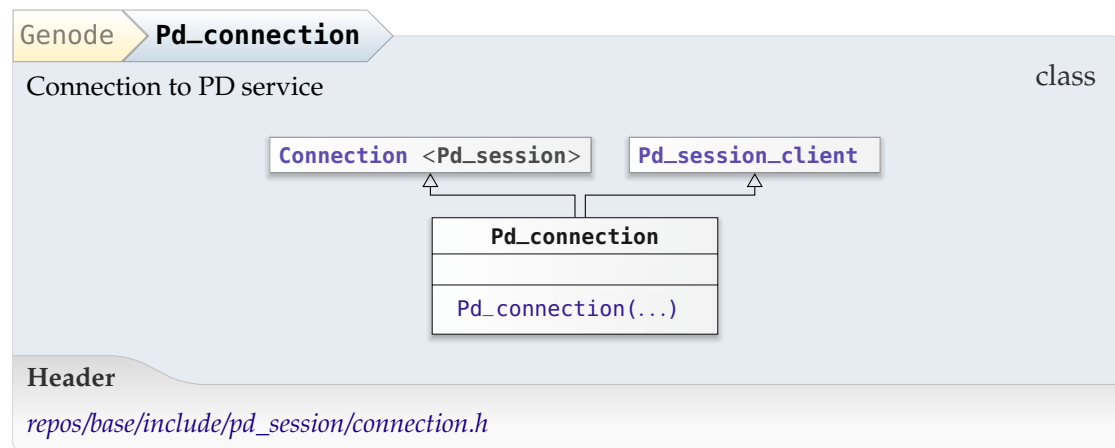 Genode Pd_connection
Connection to PD service
class
Connection <Pd_session>
Pd_session_client
Pd_connection
Pd_connection(...)
Header
repos/base/include/pd_session/connection.h